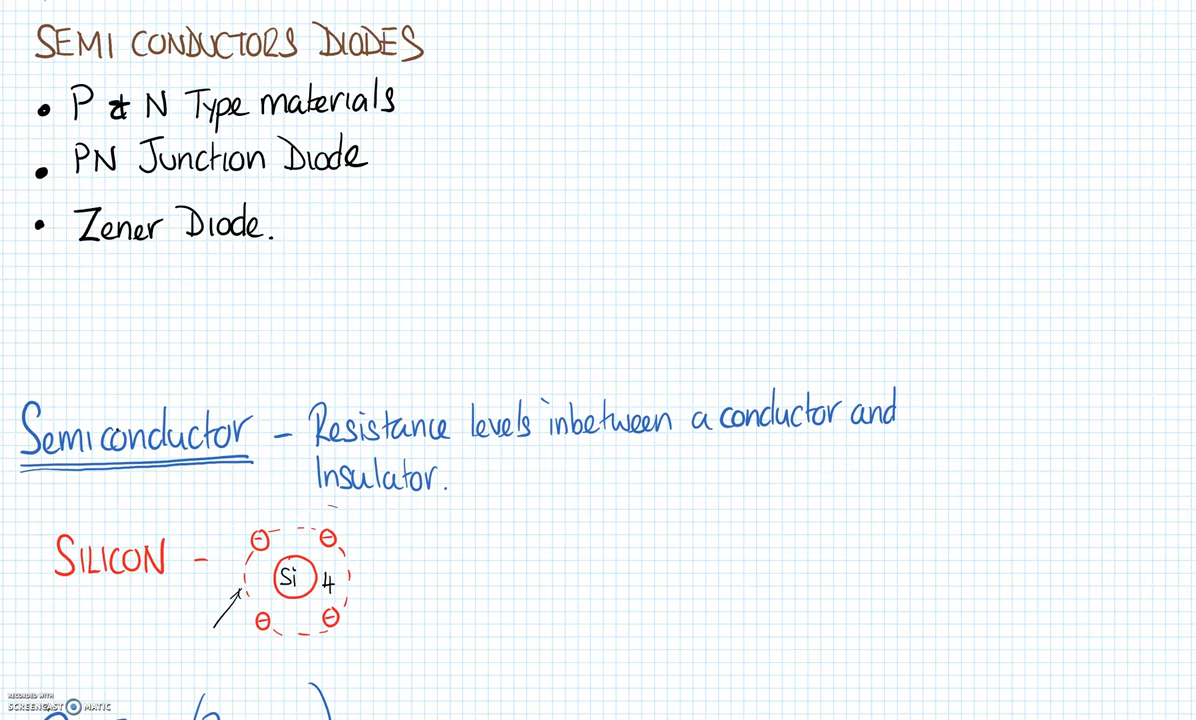 SEMI CONDUCTORS DIODES
• P & N Type materials
• PN Junction Diode
• Zener Diode.
Semiconductor - Resistance levels inbetween a conductor and
Insulator.
SILICON - Si 4
RECORDED WITH
SCREENCAST MATIC